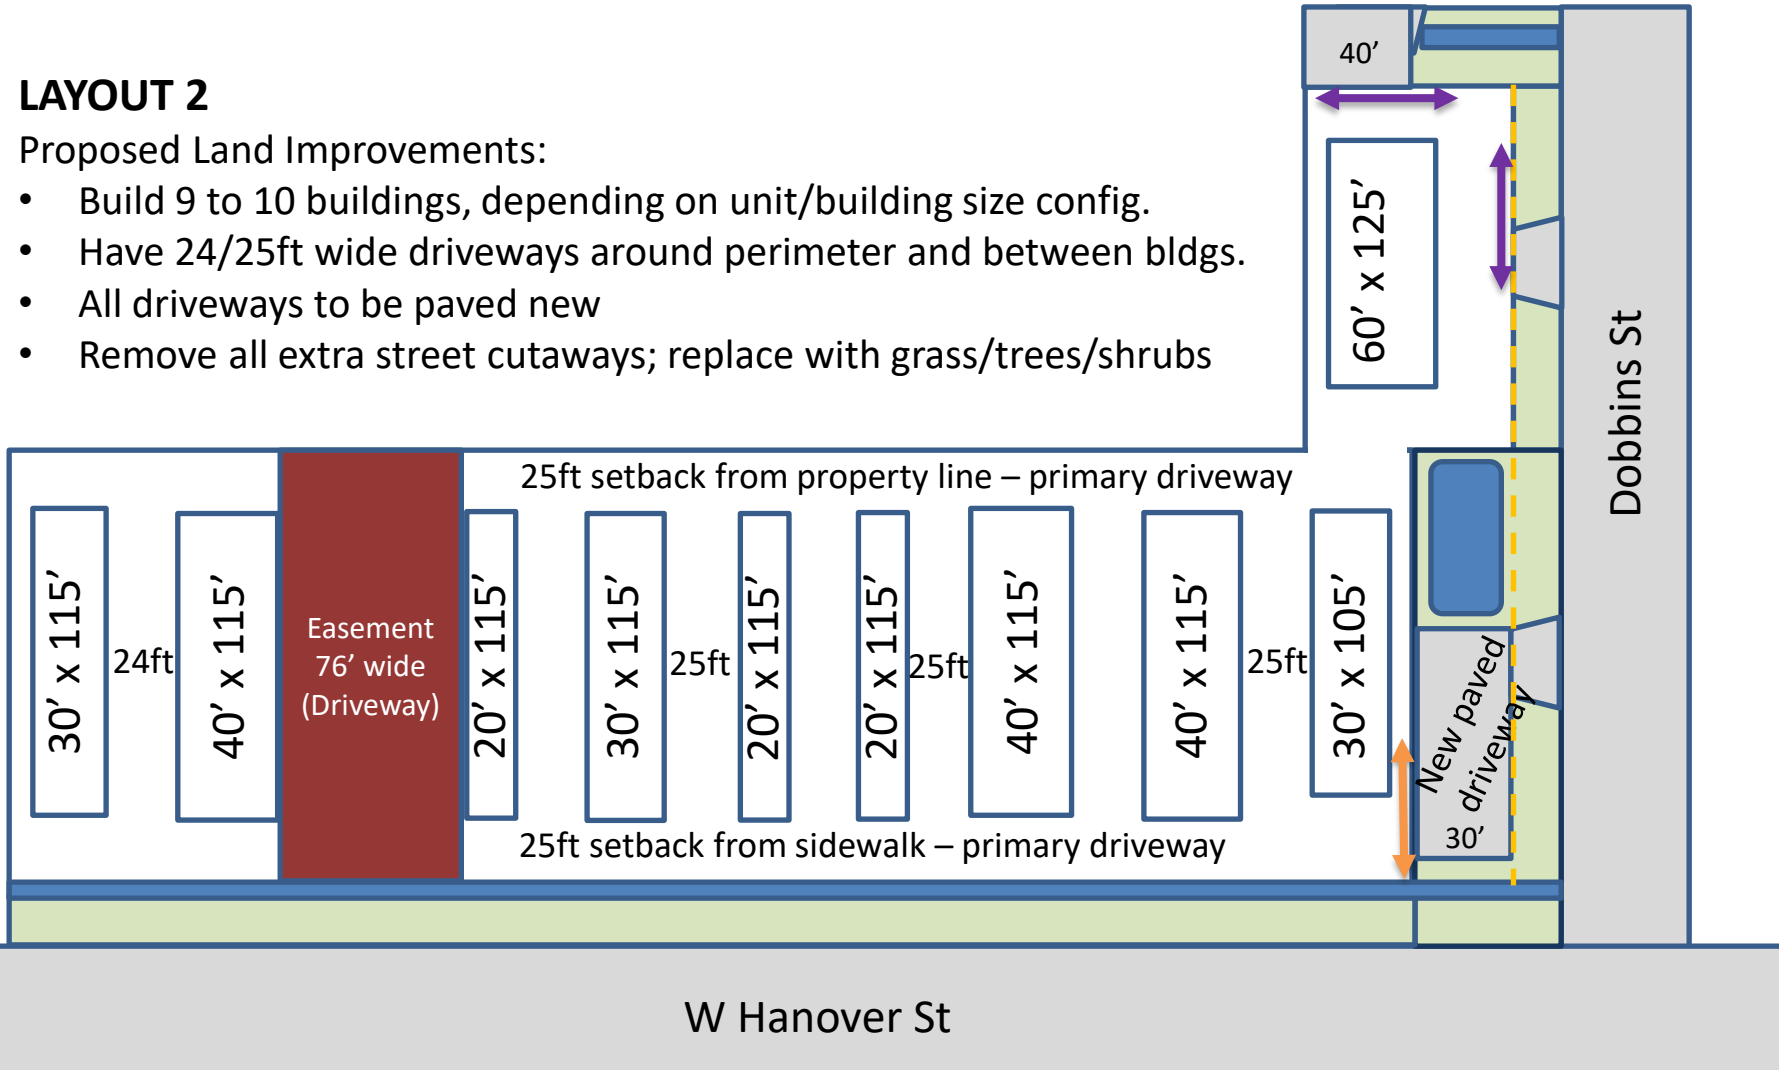 LAYOUT 2
Proposed Land Improvements:
• Build 9 to 10 buildings, depending on unit/building size config.
• Have 24/25ft wide driveways around perimeter and between bldgs.
• All driveways to be paved new
• Remove all extra street cutaways; replace with grass/trees/shrubs
40’
60’ x 125’
Dobbins St
25ft setback from property line – primary driveway
30’ x 115’
24ft
40’ x 115’
Easement
76’ wide
(Driveway)
20’ x 115’
30’ x 115’
25ft
20’ x 115’
20’ x 115’
25ft
40’ x 115’
40’ x 115’
25ft
30’ x 105’
New paved
driveway
30’
25ft setback from sidewalk – primary driveway
W Hanover St